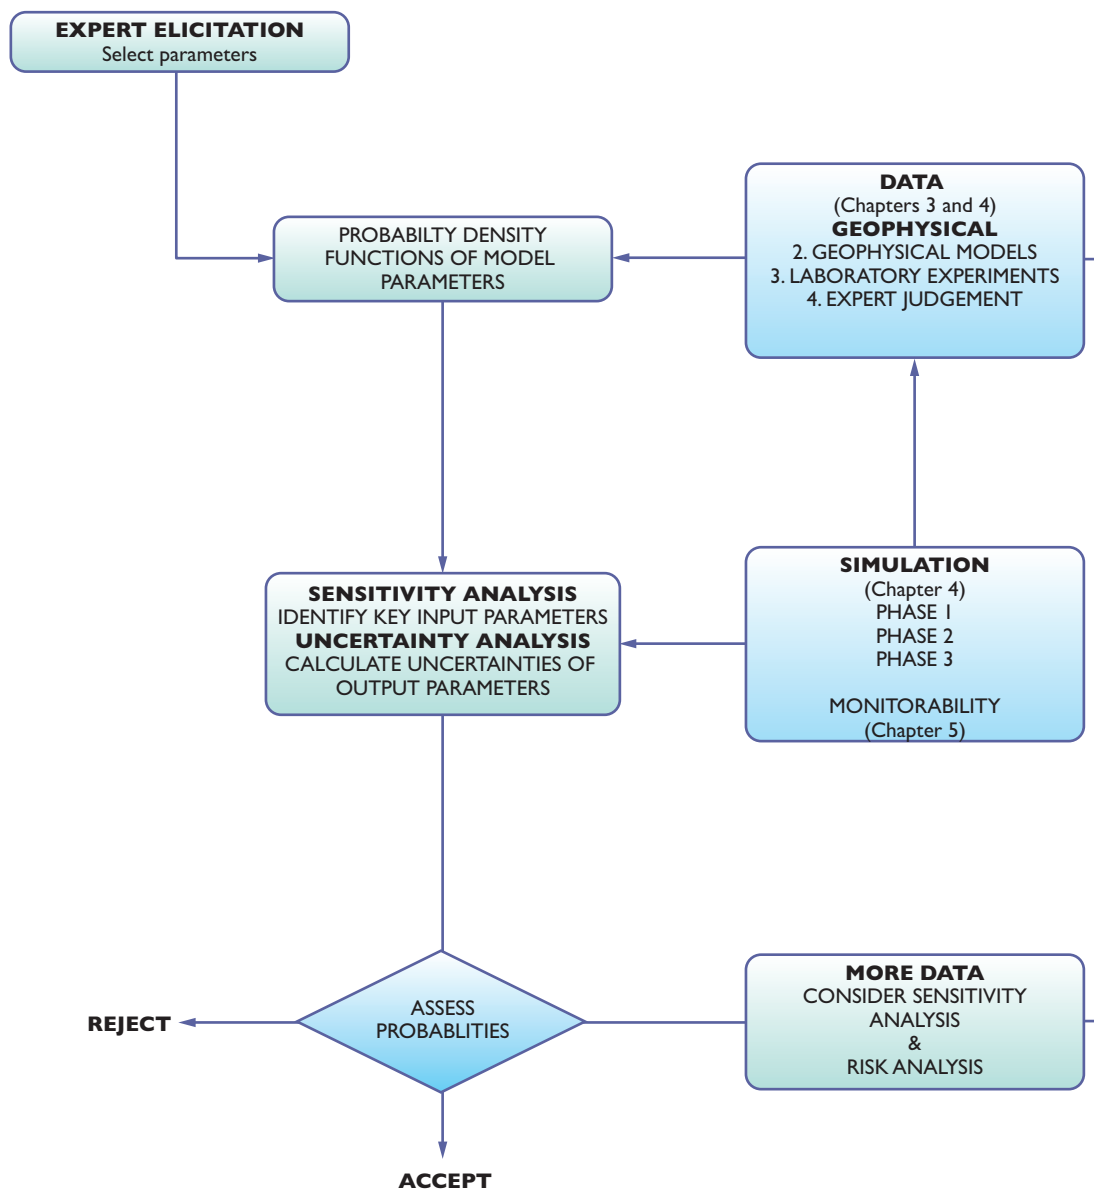 EXPERT ELICITATION
Select parameters
DATA
(Chapters 3 and 4)
GEOPHYSICAL
2. GEOPHYSICAL MODELS
3. LABORATORY EXPERIMENTS
4. EXPERT JUDGEMENT
PROBABILTY DENSITY
FUNCTIONS OF MODEL
PARAMETERS
SIMULATION
(Chapter 4)
PHASE 1
PHASE 2
PHASE 3
MONITORABILITY
(Chapter 5)
SENSITIVITY ANALYSIS
IDENTIFY KEY INPUT PARAMETERS
UNCERTAINTY ANALYSIS
CALCULATE UNCERTAINTIES OF
OUTPUT PARAMETERS
ASSESS
PROBABLITIES
MORE DATA
CONSIDER SENSITIVITY
ANALYSIS
&
RISK ANALYSIS
REJECT
ACCEPT